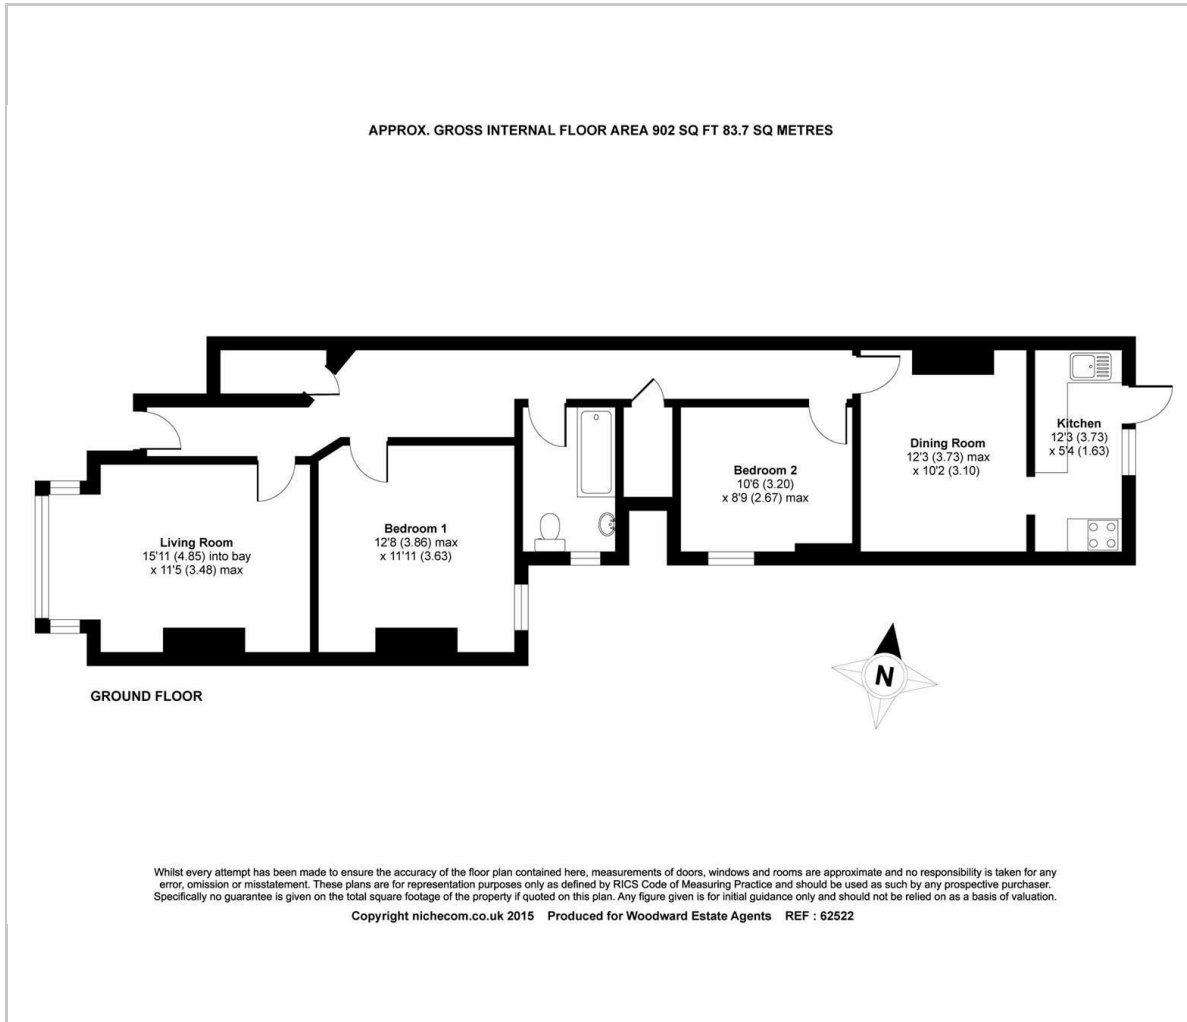 APPROX. GROSS INTERNAL FLOOR AREA 902 SQ FT 83.7 SQ METRES
Kitchen
12'3 (3.73)
x 5'4 (1.63)
Dining Room
12'3 (3.73) max
x 10'2 (3.10)
Bedroom 2
10'6 (3.20)
x 8'9 (2.67) max
Bedroom 1
12'8 (3.86) max
x 11'11 (3.63)
Living Room
15'11 (4.85) into bay
x 11'5 (3.48) max
N
GROUND FLOOR
Whilst every attempt has been made to ensure the accuracy of the floor plan contained here, measurements of doors, windows and rooms are approximate and no responsibility is taken for any
error, omission or misstatement. These plans are for representation purposes only as defined by RICS Code of Measuring Practice and should be used as such by any prospective purchaser.
Specifically no guarantee is given on the total square footage of the property if quoted on this plan. Any figure given is for initial guidance only and should not be relied on as a basis of valuation.
Copyright nichecom.co.uk 2015 Produced for Woodward Estate Agents REF : 62522